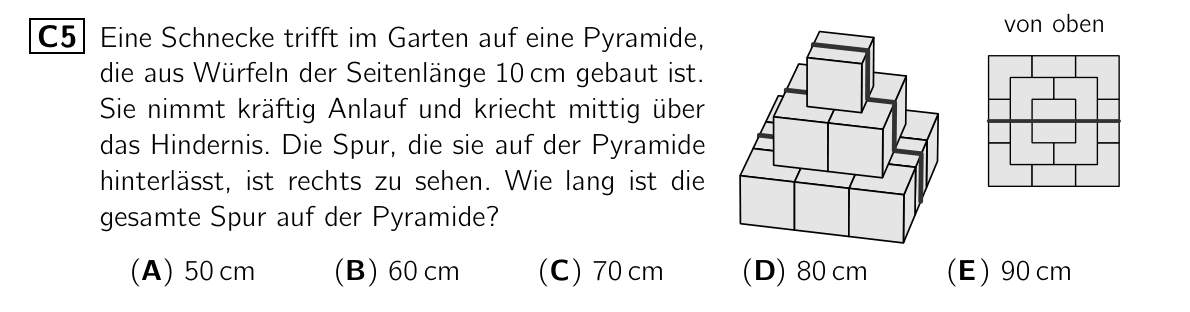 von oben
C5 Eine Schnecke trifft im Garten auf eine Pyramide,
die aus Würfeln der Seitenlänge 10 cm gebaut ist.
Sie nimmt kräftig Anlauf und kriecht mittig über
das Hindernis. Die Spur, die sie auf der Pyramide
hinterlässt, ist rechts zu sehen. Wie lang ist die
gesamte Spur auf der Pyramide?
(A) 50 cm (B) 60 cm (C) 70 cm (D) 80 cm (E) 90 cm